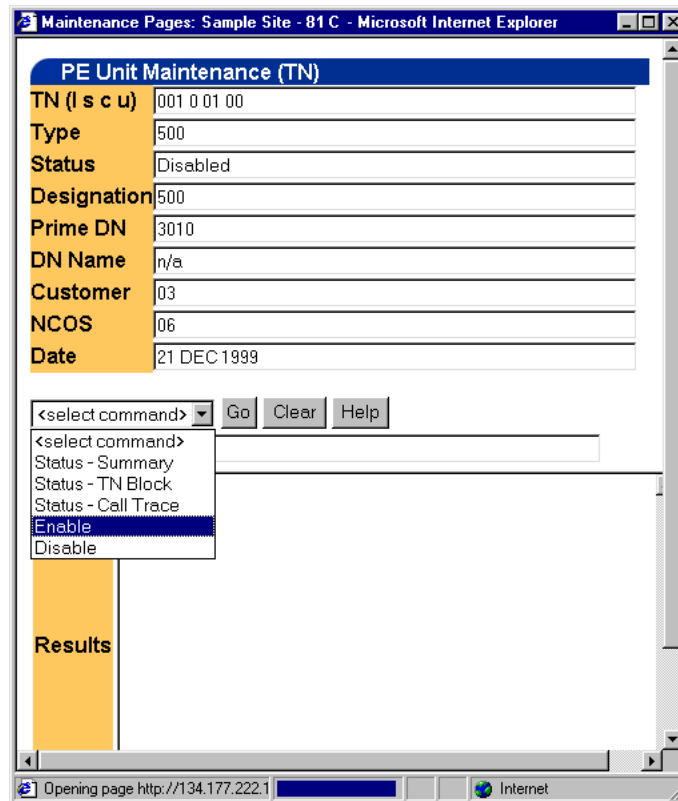 Maintenance Pages: Sample Site - 81 C - Microsoft Internet Explorer
PE Unit Maintenance (TN)
TN (l s c u) 001 0 01 00
Type 500
Status Disabled
Designation 500
Prime DN 3010
DN Name n/a
Customer 03
NCOS 06
Date 21 DEC 1999
<select command> Go Clear Help
<select command>
Status - Summary
Status - TN Block
Status - Call Trace
Enable
Disable
Results
Opening page http://134.177.222.1 Internet